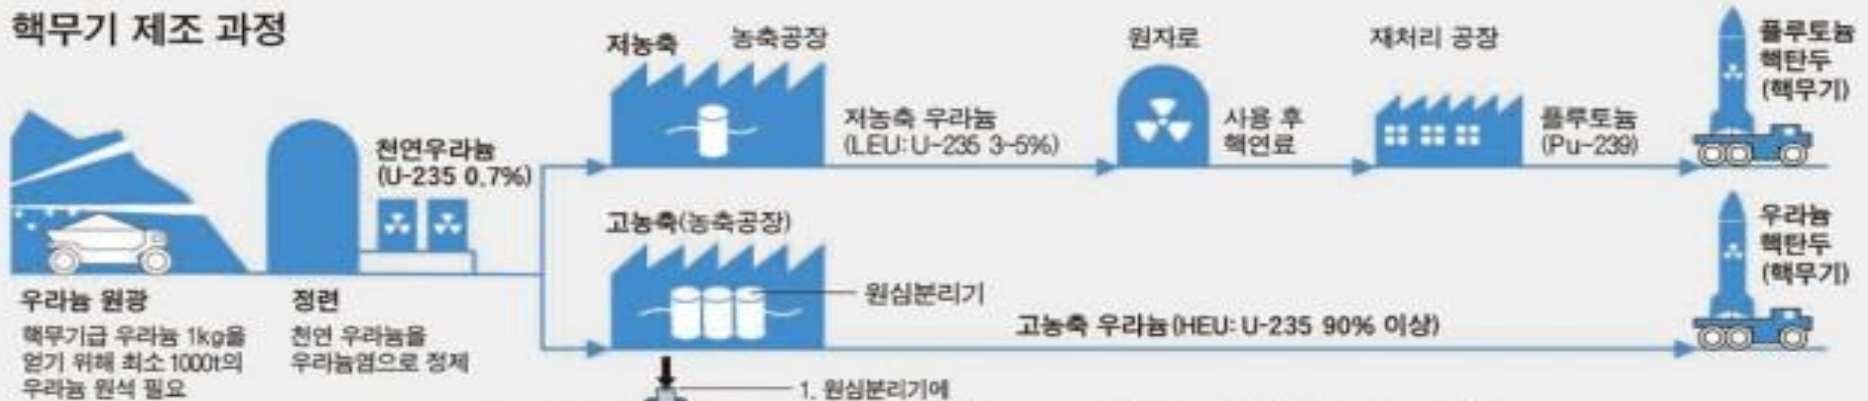 핵무기 제조 과정
저농축
농축공장
원자로
재처리 공장
플루토늄
핵탄두
(핵무기)
천연우라늄
(U-235 0.7%)
저농축 우라늄
(LEU: U-235 3-5%)
사용 후
핵연료
플루토늄
(Pu-239)
고농축(농축공장)
우라늄
핵탄두
(핵무기)
원심분리기
고농축 우라늄(HEU: U-235 90% 이상)
우라늄 원광
핵무기급 우라늄 1kg을
얻기 위해 최소 1000t의
우라늄 원석 필요
정련
천연 우라늄을
우라늄염으로 정제
1. 원심분리기에